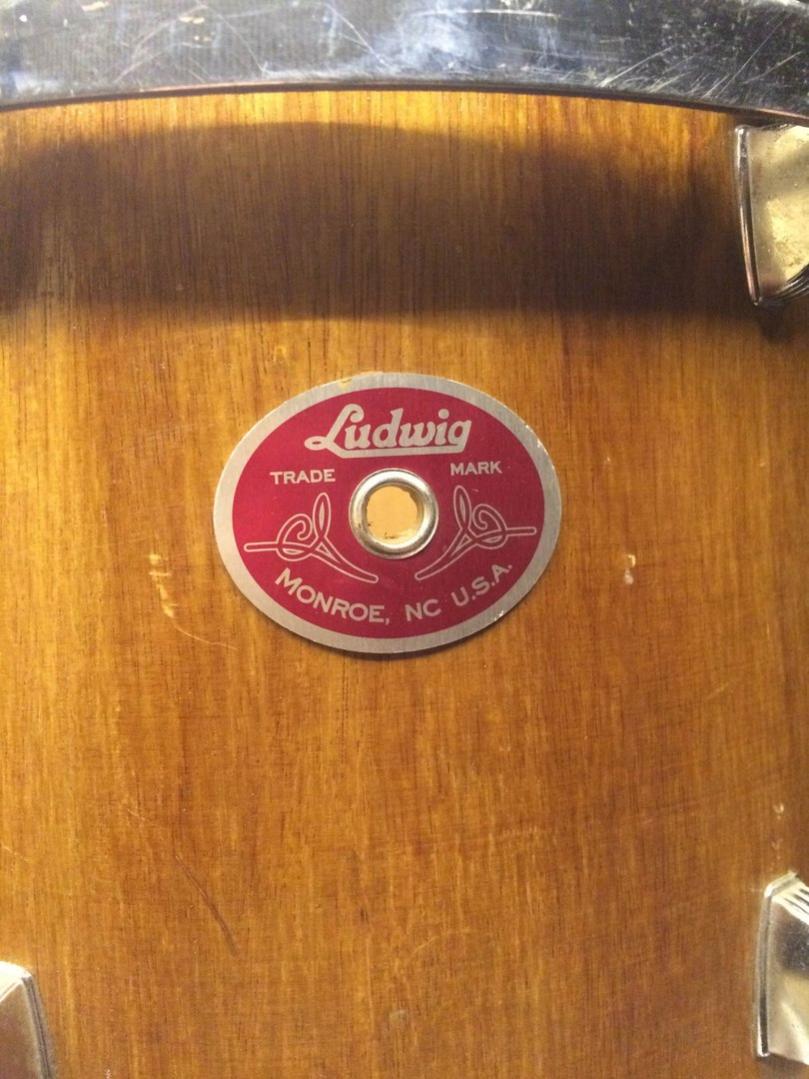 Ludwig
TRADE MARK
MONROE, NC U.S.A.